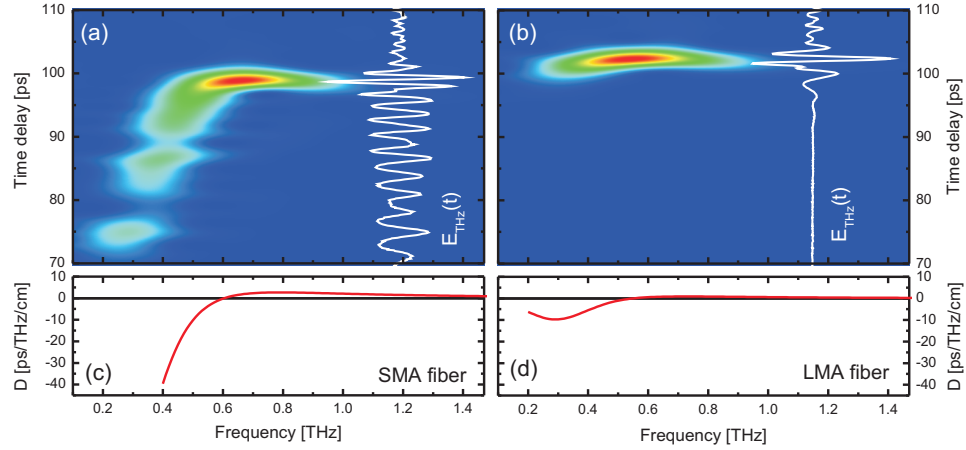 (a)
(b)
Time delay [ps]
110
100
90
80
70
E_THz(t)
E_THz(t)
110
100
90
80
70
Time delay [ps]
D [ps/THz/cm]
10
0
-10
-20
-30
-40
(c)
SMA fiber
(d)
LMA fiber
10
0
-10
-20
-30
-40
D [ps/THz/cm]
0.2 0.4 0.6 0.8 1.0 1.2 1.4
0.2 0.4 0.6 0.8 1.0 1.2 1.4
Frequency [THz]
Frequency [THz]